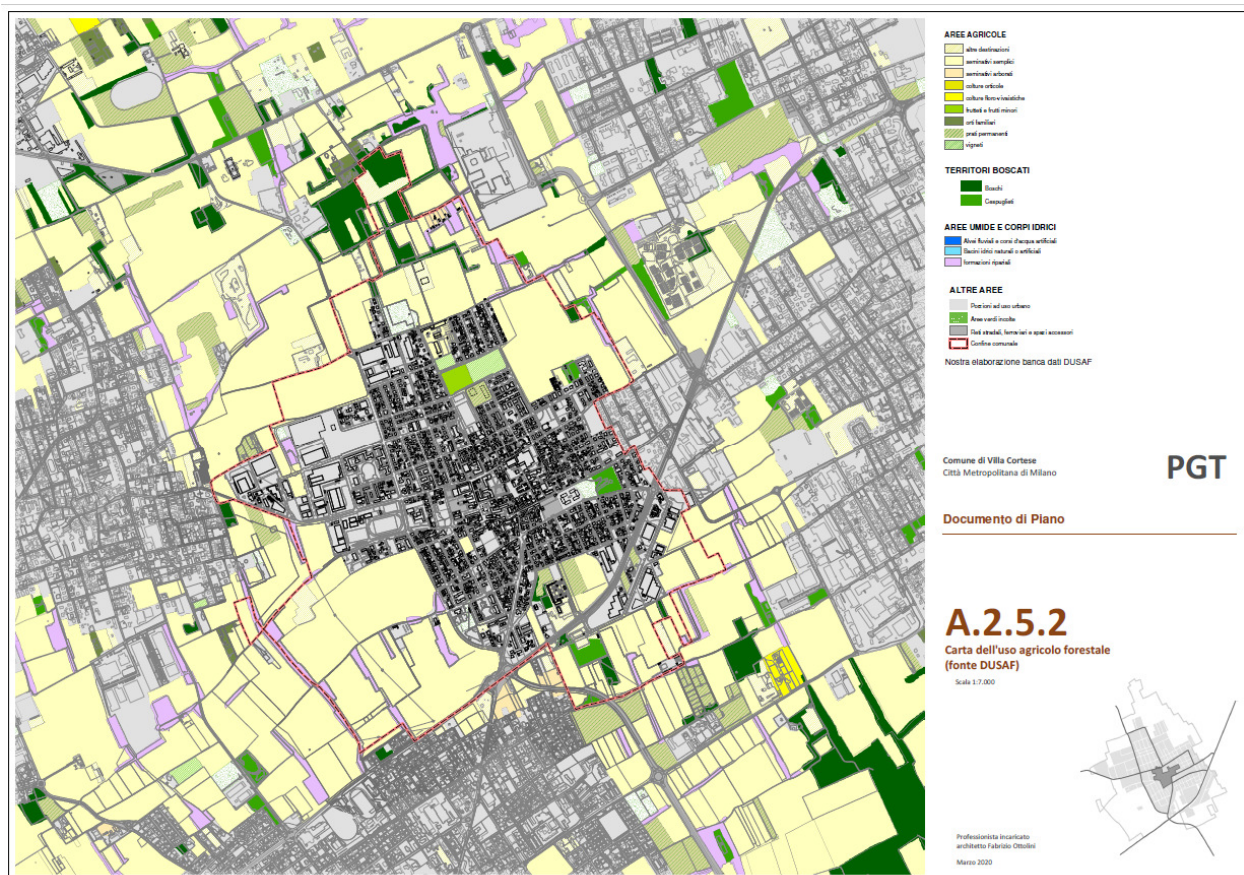 AREE AGRICOLE
altre destinazioni
seminativi semplici
seminativi arborati
colture orticole
colture floro-vivaistiche
frutteti e frutti minori
orti familiari
prati permanenti
vigneti
TERRITORI BOSCATI
Boschi
Cespuglieti
AREE UMIDE E CORPI IDRICI
Alvei fluviali e corsi d'acqua artificiali
Bacini idrici naturali o artificiali
formazioni ripariali
ALTRE AREE
Porzioni ad uso urbano
Aree verdi incolte
Reti stradali, ferroviari e spazi accessori
Confine comunale
Nostra elaborazione banca dati DUSAF
Comune di Villa Cortese
Città Metropolitana di Milano
PGT
Documento di Piano
A.2.5.2
Carta dell'uso agricolo forestale
(fonte DUSAF)
Scala 1:7.000
Professionista incaricato
architetto Fabrizio Ottolini
Marzo 2020